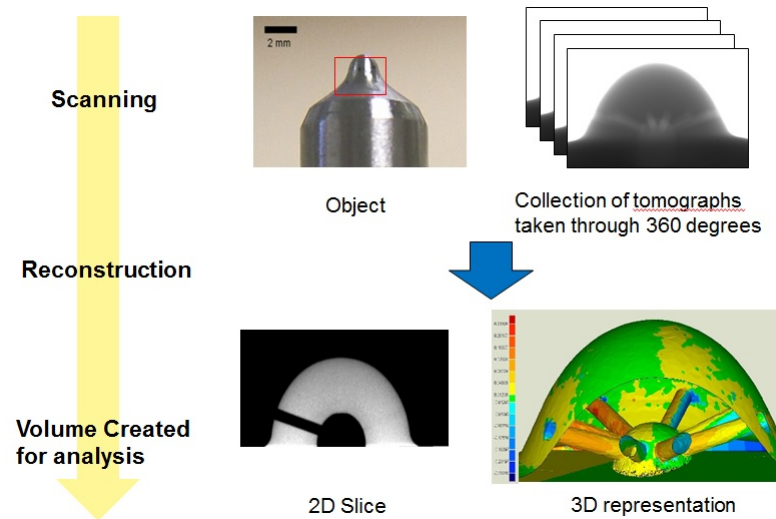 2 mm
Scanning
Object
Collection of tomographs
taken through 360 degrees
Reconstruction
Volume Created
for analysis
2D Slice
3D representation